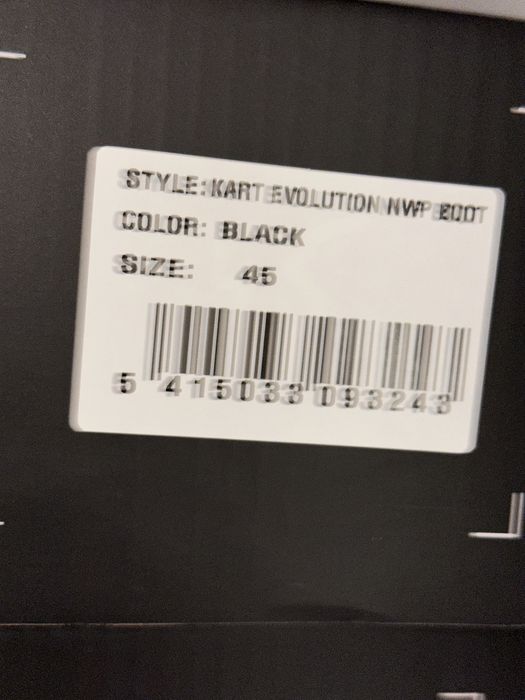 STYLE: KART EVOLUTION NWP BOOT
COLOR: BLACK
SIZE: 45
5 415033 093243